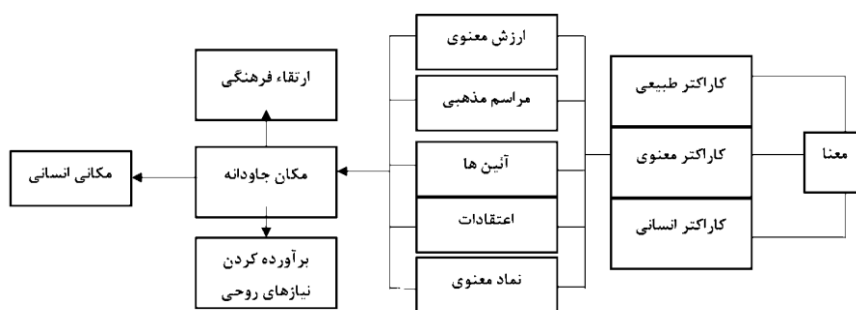 معنا
کاراکتر طبیعی
کاراکتر معنوی
کاراکتر انسانی
ارزش معنوی
مراسم مذهبی
آئین ها
اعتقادات
نماد معنوی
ارتقاء فرهنگی
مکان جاودانه
برآورده کردن
نیازهای روحی
مکانی انسانی